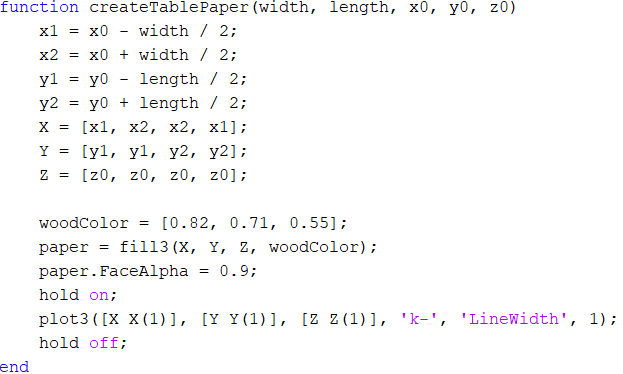 function createTablePaper(width, length, x0, y0, z0)
    x1 = x0 - width / 2;
    x2 = x0 + width / 2;
    y1 = y0 - length / 2;
    y2 = y0 + length / 2;
    X = [x1, x2, x2, x1];
    Y = [y1, y1, y2, y2];
    Z = [z0, z0, z0, z0];

    woodColor = [0.82, 0.71, 0.55];
    paper = fill3(X, Y, Z, woodColor);
    paper.FaceAlpha = 0.9;
    hold on;
    plot3([X X(1)], [Y Y(1)], [Z Z(1)], 'k-', 'LineWidth', 1);
    hold off;
end